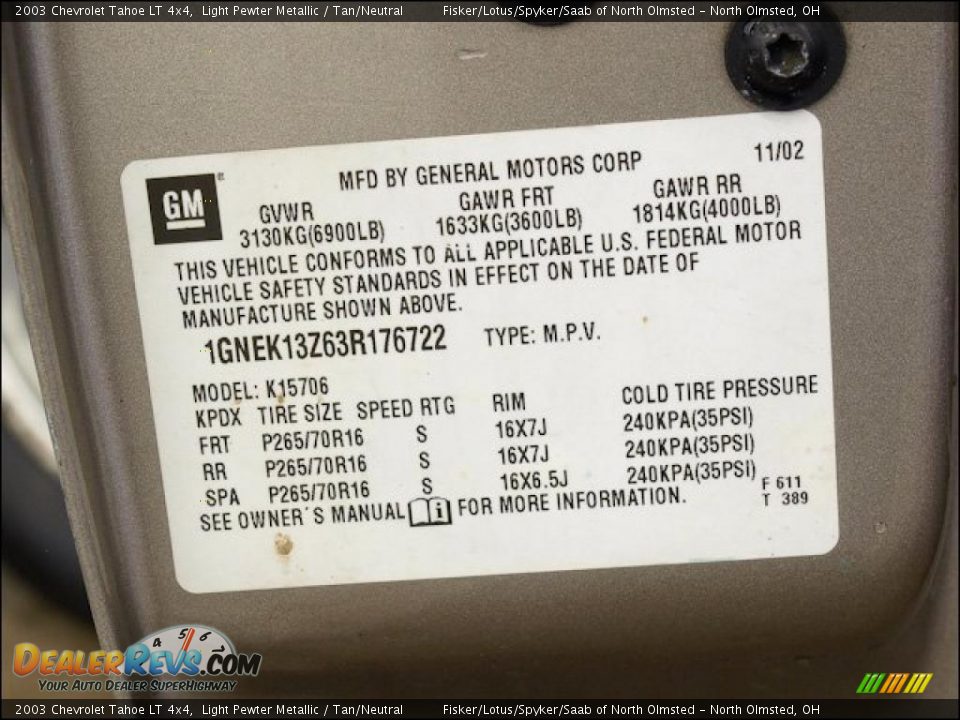 2003 Chevrolet Tahoe LT 4x4, Light Pewter Metallic / Tan/Neutral Fisker/Lotus/Spyker/Saab of North Olmsted - North Olmsted, OH
GM ®
MFD BY GENERAL MOTORS CORP 11/02
GVWR GAWR FRT GAWR RR
3130KG(6900LB) 1633KG(3600LB) 1814KG(4000LB)
THIS VEHICLE CONFORMS TO ALL APPLICABLE U.S. FEDERAL MOTOR
VEHICLE SAFETY STANDARDS IN EFFECT ON THE DATE OF
MANUFACTURE SHOWN ABOVE.
1GNEK13Z63R176722 TYPE: M.P.V.
MODEL: K15706
KPDX TIRE SIZE SPEED RTG RIM COLD TIRE PRESSURE
FRT P265/70R16 S 16X7J 240KPA(35PSI)
RR P265/70R16 S 16X7J 240KPA(35PSI)
SPA P265/70R16 S 16X6.5J 240KPA(35PSI)
F 611
T 389
SEE OWNER'S MANUAL i FOR MORE INFORMATION.
4 5 6
DEALERREVS.COM
YOUR AUTO DEALER SUPERHIGHWAY
2003 Chevrolet Tahoe LT 4x4, Light Pewter Metallic / Tan/Neutral Fisker/Lotus/Spyker/Saab of North Olmsted - North Olmsted, OH